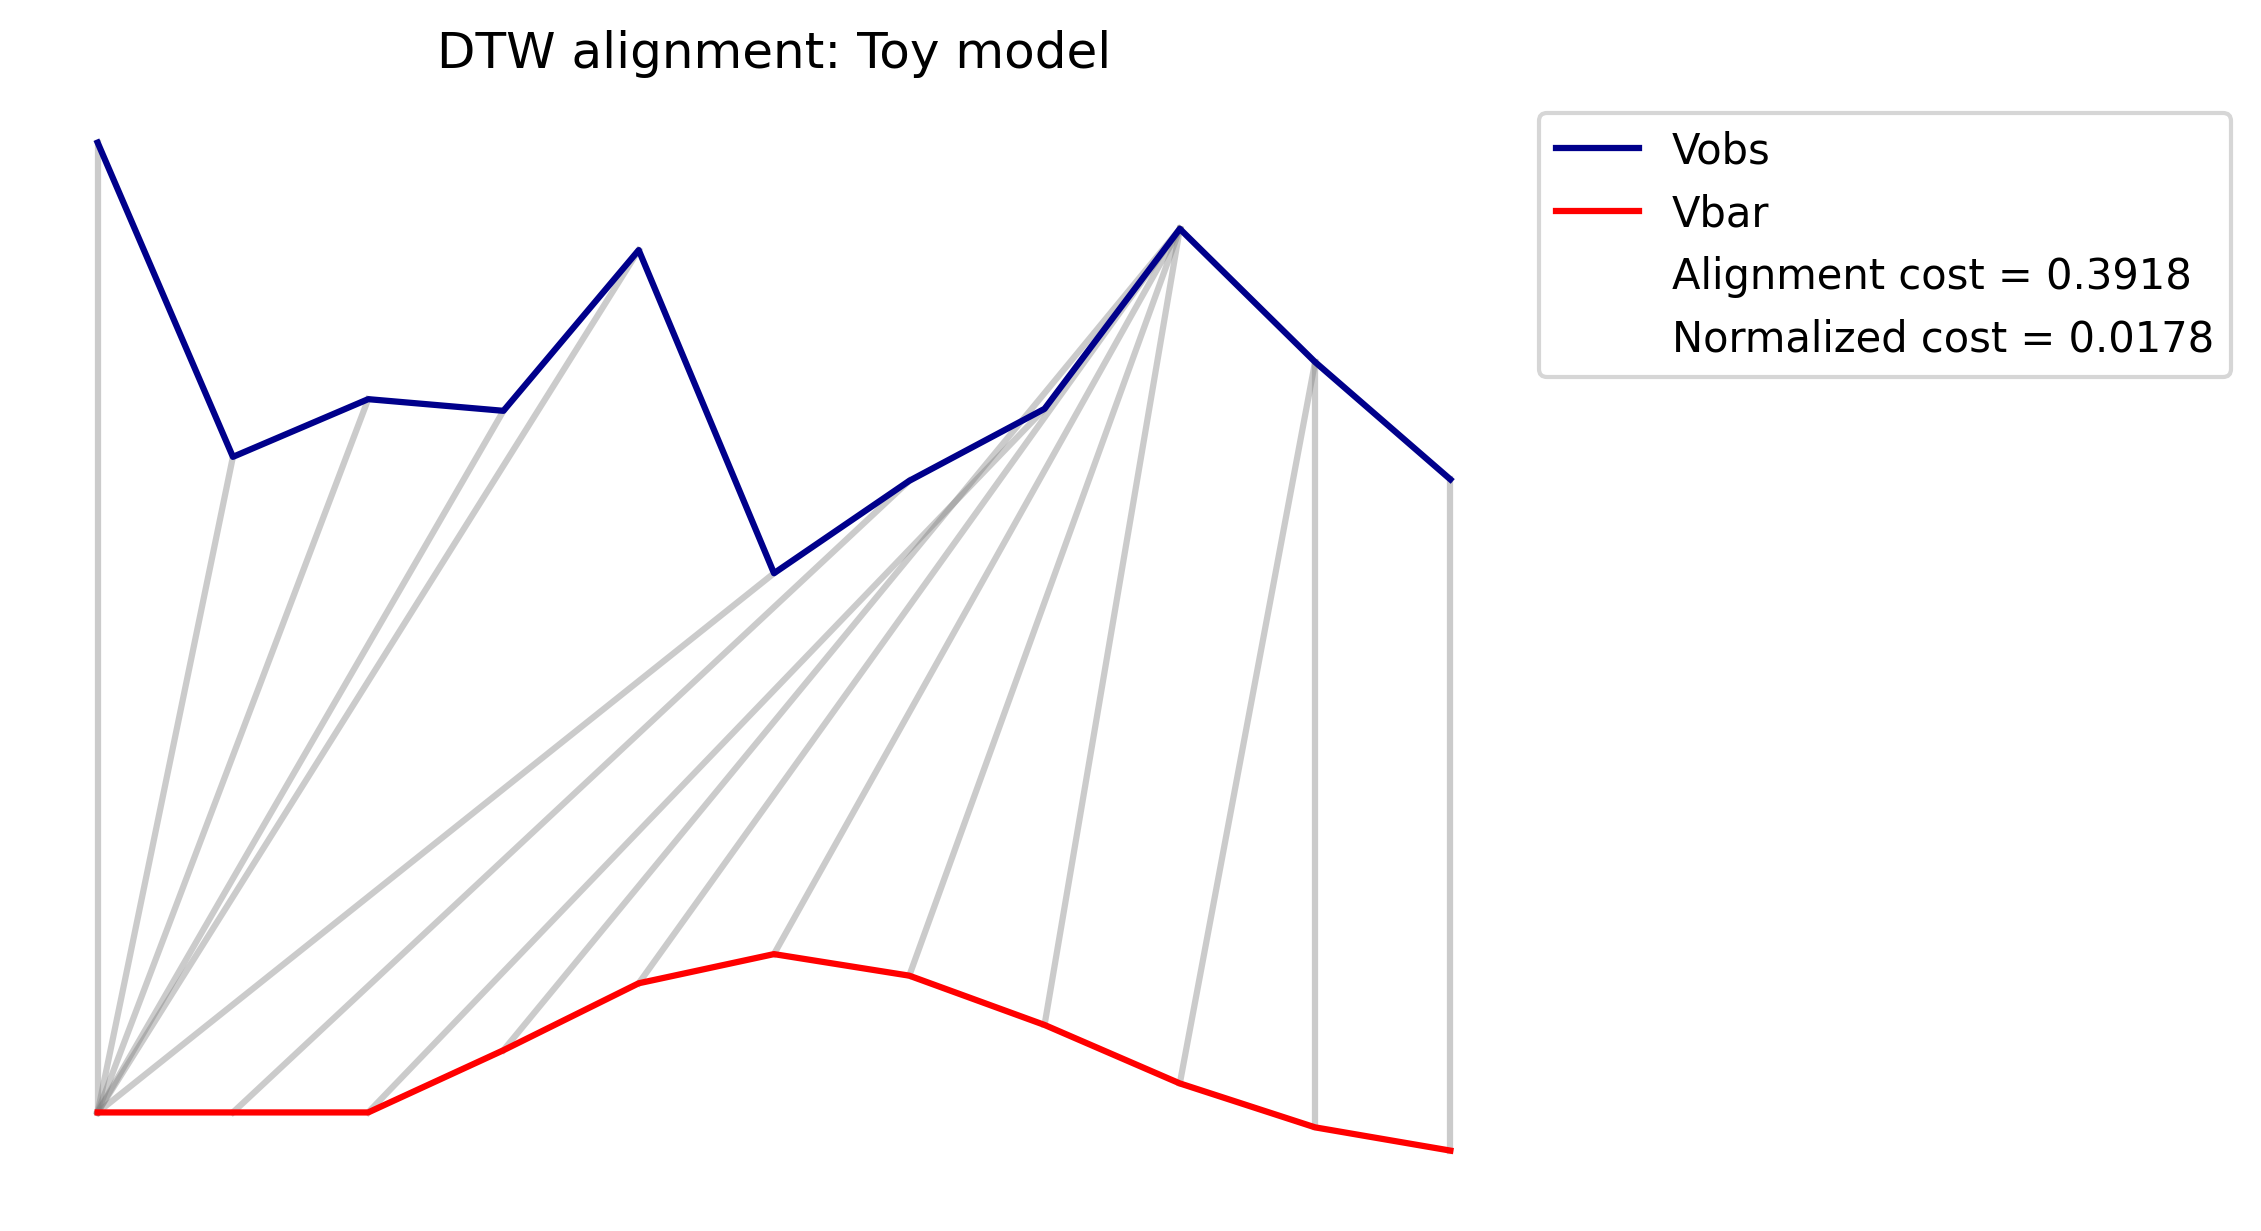 DTW alignment: Toy model
Vobs
Vbar
Alignment cost = 0.3918
Normalized cost = 0.0178